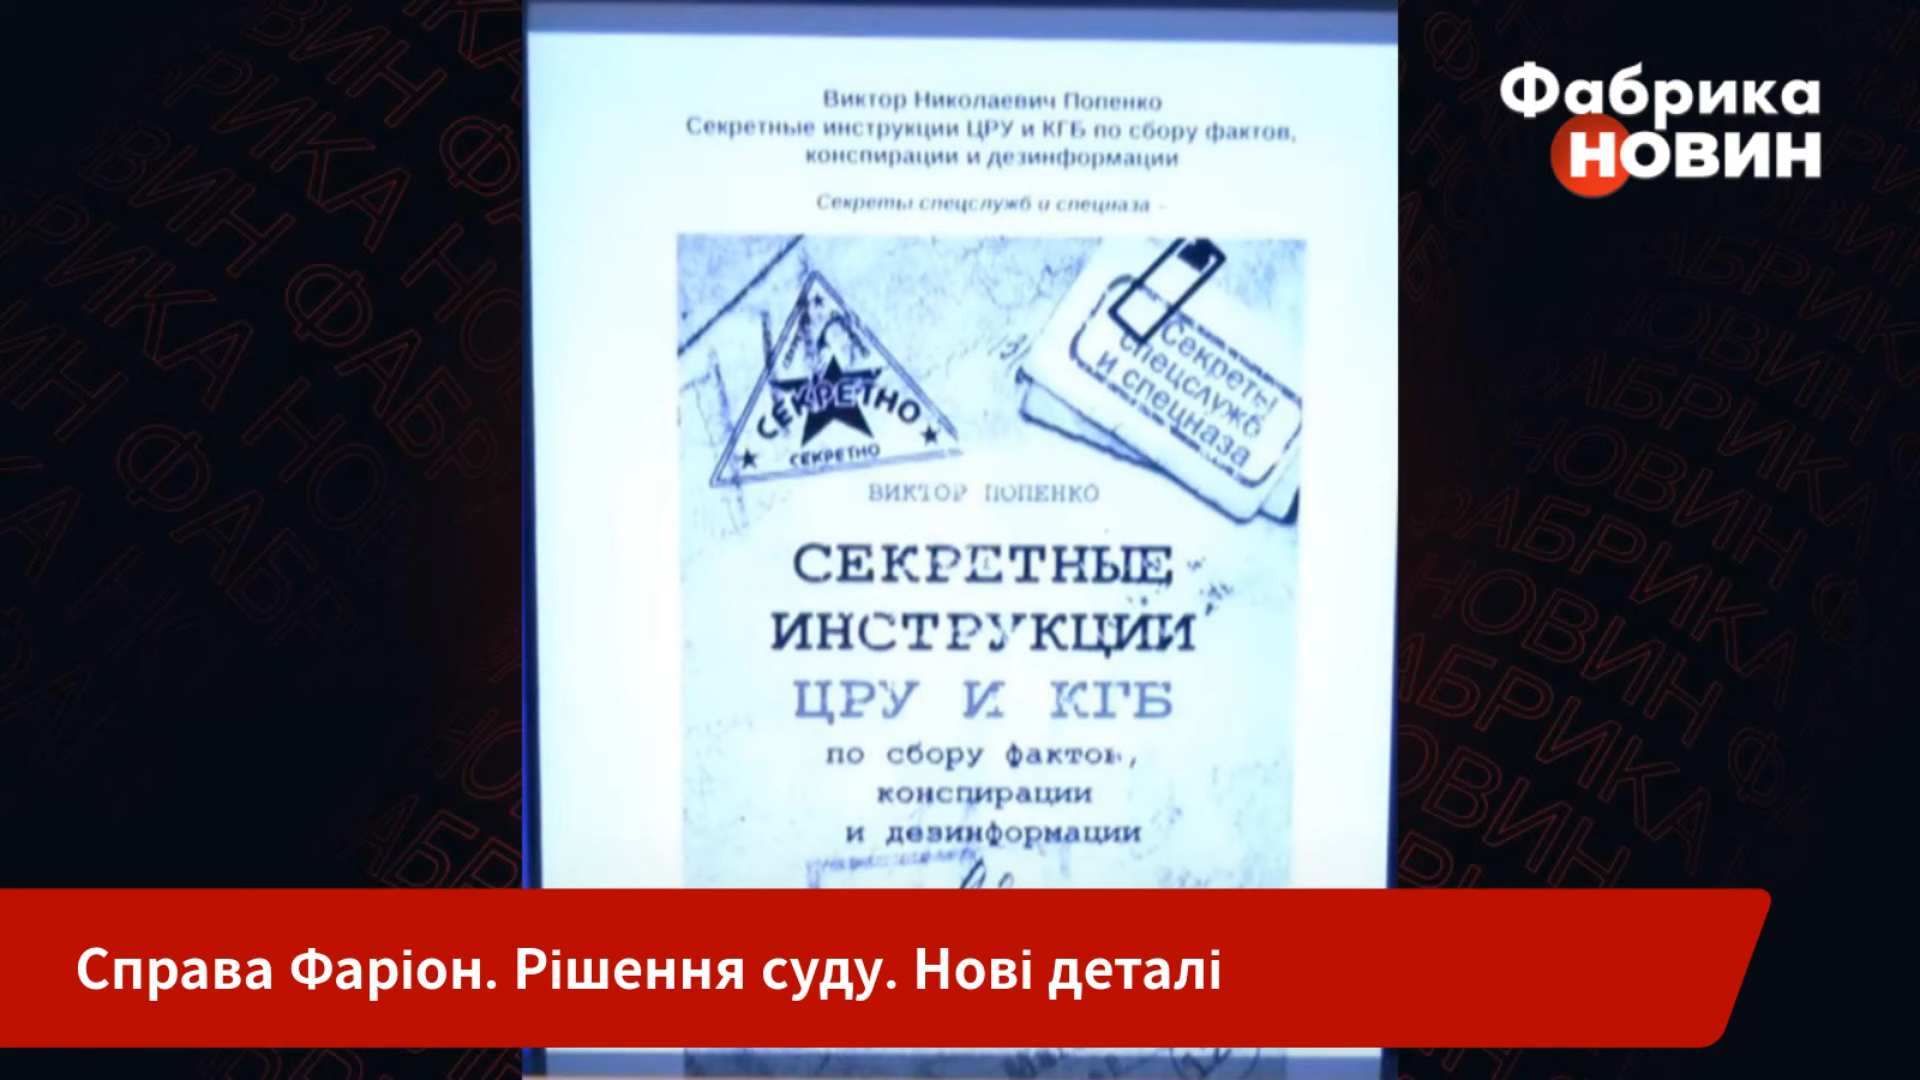 Фабрика
новин
Виктор Николаевич Попенко
Секретные инструкции ЦРУ и КГБ по сбору фактов,
конспирации и дезинформации
Секреты спецслужб и спецназа -
Секреты
спецслужб
и спецназа
СЕКРЕТНО
СЕКРЕТНО
ВИКТОР ПОПЕНКО
СЕКРЕТНЫЕ
ИНСТРУКЦИИ
ЦРУ И КГБ
по сбору фактов,
конспирации
и дезинформации
Справа Фаріон. Рішення суду. Нові деталі